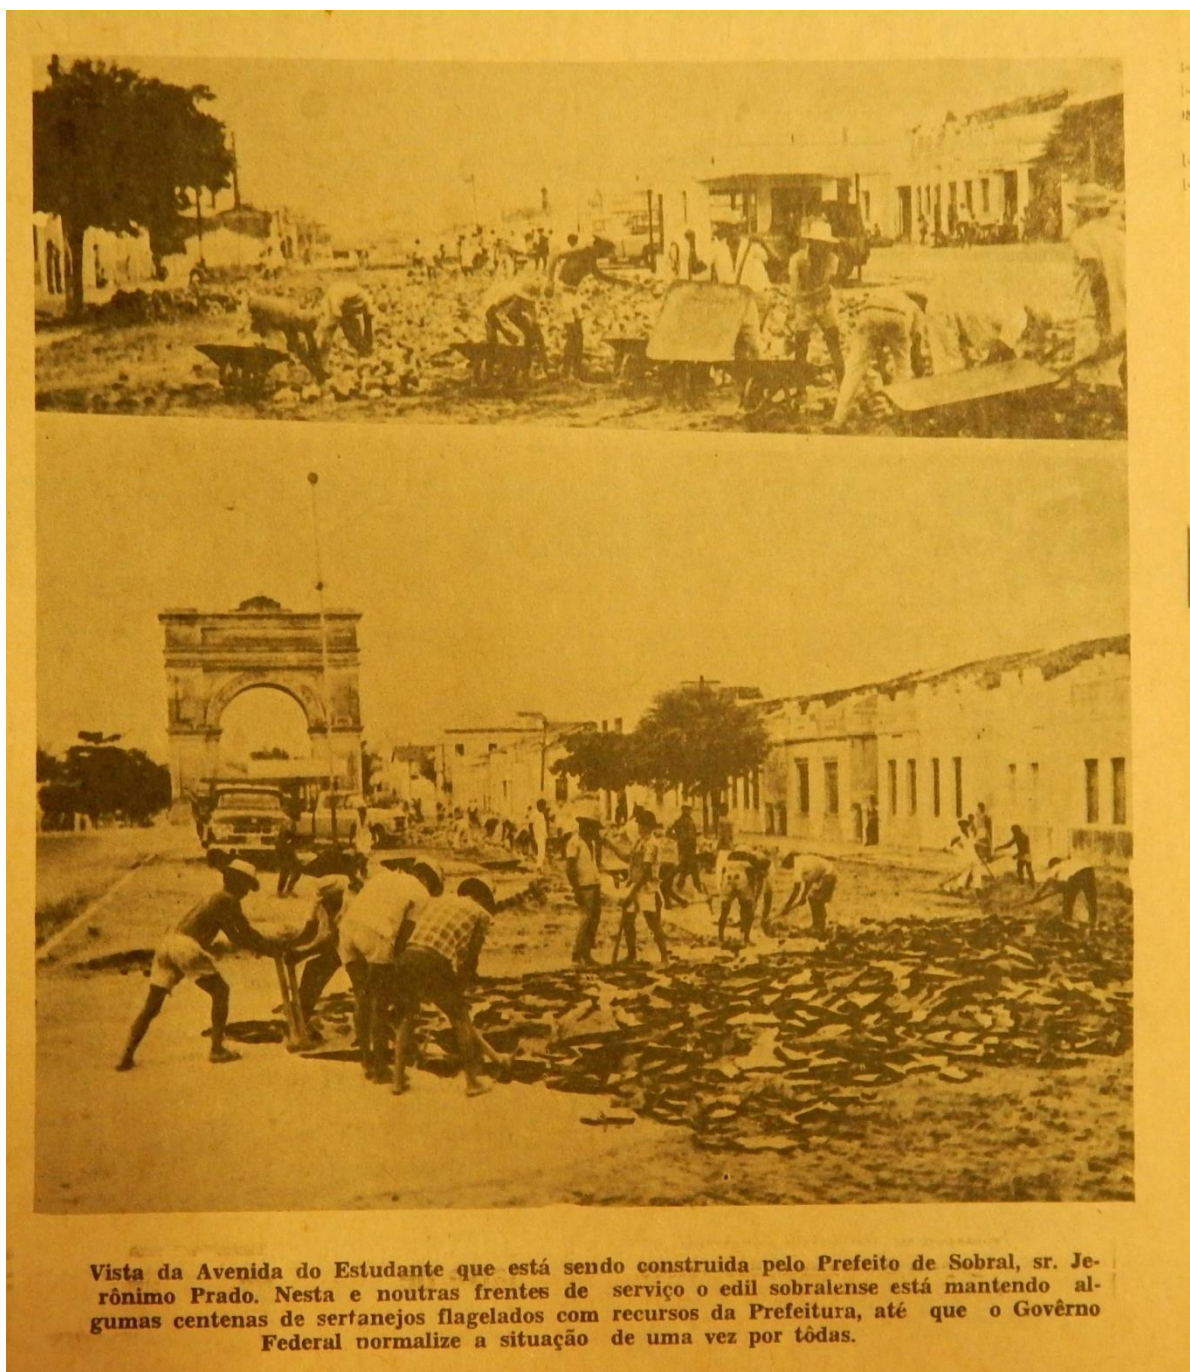 Vista da Avenida do Estudante que está sendo construida pelo Prefeito de Sobral, sr. Je-
rônimo Prado. Nesta e noutras frentes de serviço o edil sobralense está mantendo al-
gumas centenas de sertanejos flagelados com recursos da Prefeitura, até que o Govêrno
Federal normalize a situação de uma vez por tôdas.